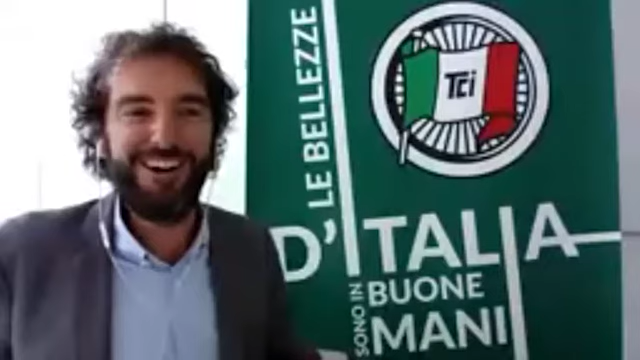 TCi
LE BELLEZZE
D'ITALIA
SONO IN
BUONE
MANI